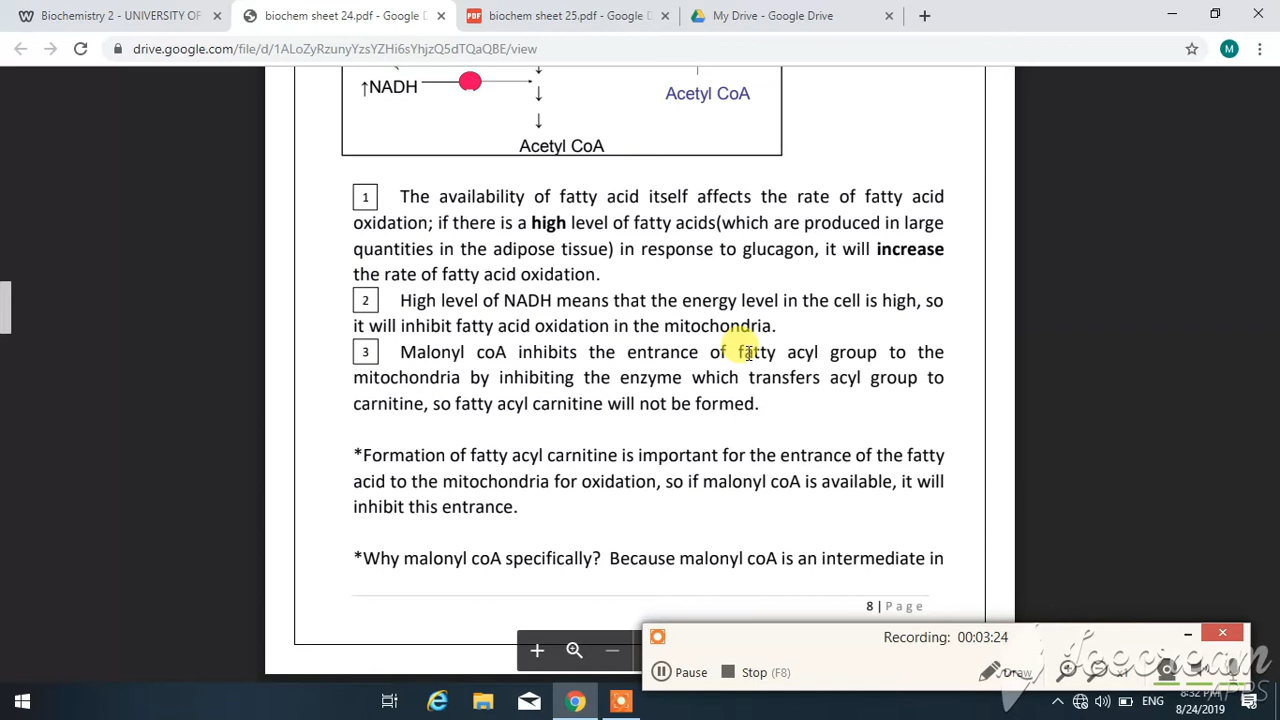 Biochemistry 2 - UNIVERSITY OF
biochem sheet 24.pdf - Google D
biochem sheet 25.pdf - Google D
My Drive - Google Drive
drive.google.com/file/d/1ALoZyRzunyYzsYZHi6sYhjzQ5dTQaQBE/view
M
↑NADH
Acetyl CoA
Acetyl CoA
1 The availability of fatty acid itself affects the rate of fatty acid
oxidation; if there is a high level of fatty acids(which are produced in large
quantities in the adipose tissue) in response to glucagon, it will increase
the rate of fatty acid oxidation.
2 High level of NADH means that the energy level in the cell is high, so
it will inhibit fatty acid oxidation in the mitochondria.
3 Malonyl coA inhibits the entrance of fatty acyl group to the
mitochondria by inhibiting the enzyme which transfers acyl group to
carnitine, so fatty acyl carnitine will not be formed.
*Formation of fatty acyl carnitine is important for the entrance of the fatty
acid to the mitochondria for oxidation, so if malonyl coA is available, it will
inhibit this entrance.
*Why malonyl coA specifically? Because malonyl coA is an intermediate in
8 | Page
Recording: 00:03:24
Pause
Stop (F8)
Draw
x1
Icecream
APPS
ENG
8:32 PM
8/24/2019